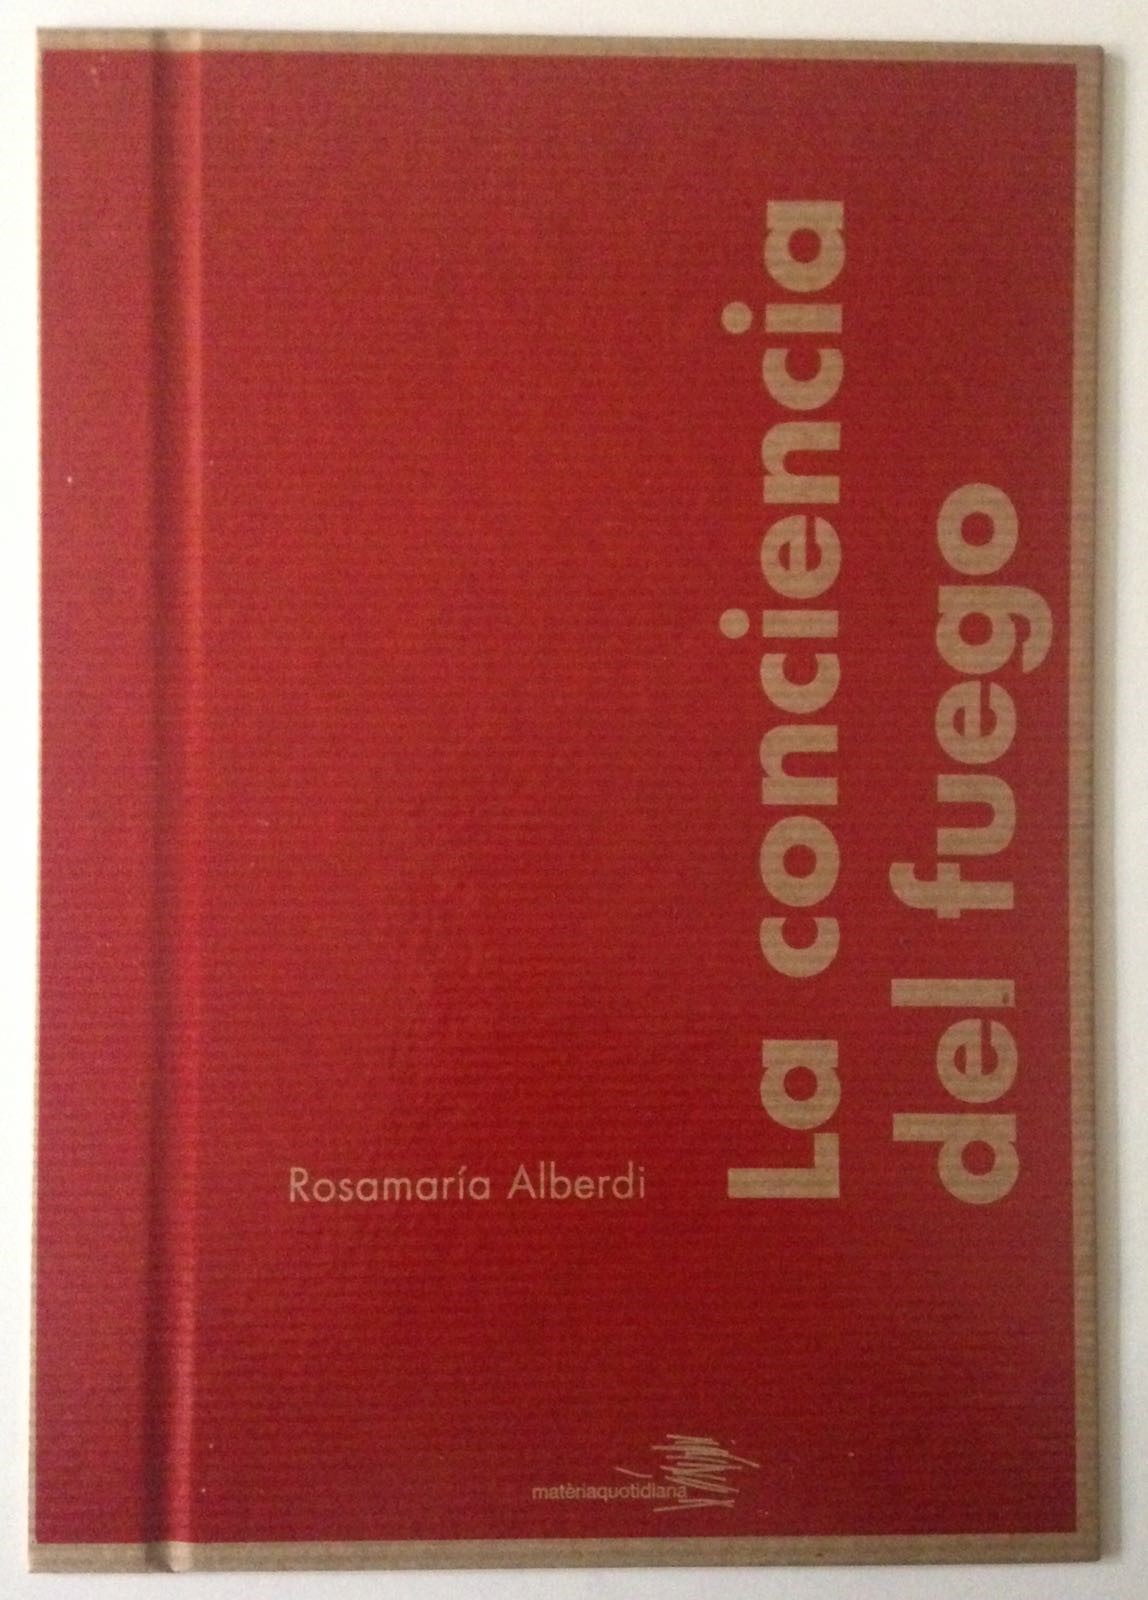 La conciencia
del fuego
Rosamaría Alberdi
matèriaquotidiana